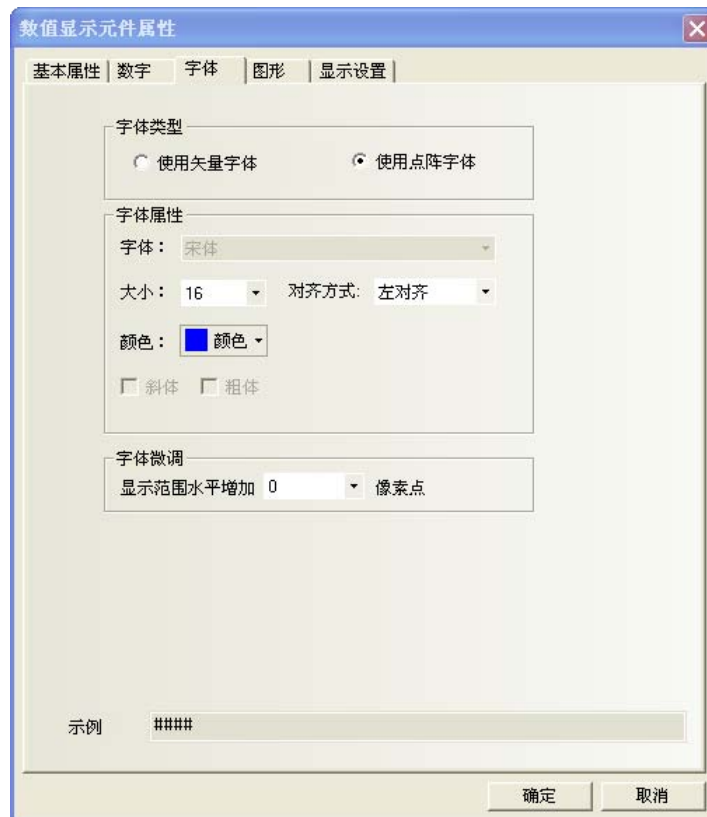 数值显示元件属性
基本属性 数字 字体 图形 显示设置
字体类型
使用矢量字体 使用点阵字体
字体属性
字体： 宋体
大小： 16 对齐方式: 左对齐
颜色： 颜色
斜体 粗体
字体微调
显示范围水平增加 0 像素点
示例 ####
确定 取消